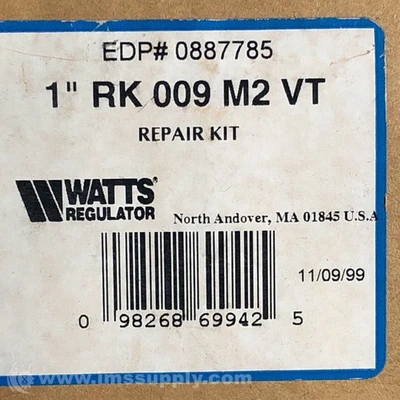 EDP# 0887785
1" RK 009 M2 VT
REPAIR KIT
WATTS®
REGULATOR
North Andover, MA 01845 U.S.A
11/09/99
0 98268 69942 5
© www.imssupply.com